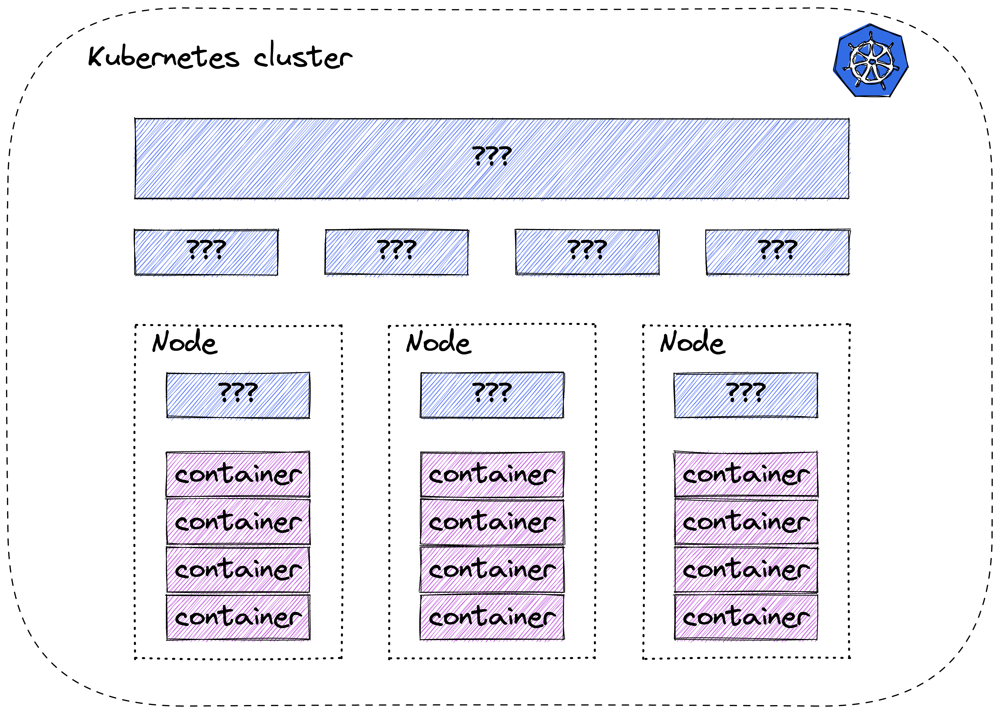 Kubernetes cluster
???
??? ??? ??? ???
Node Node Node
??? ??? ???
container container container
container container container
container container container
container container container